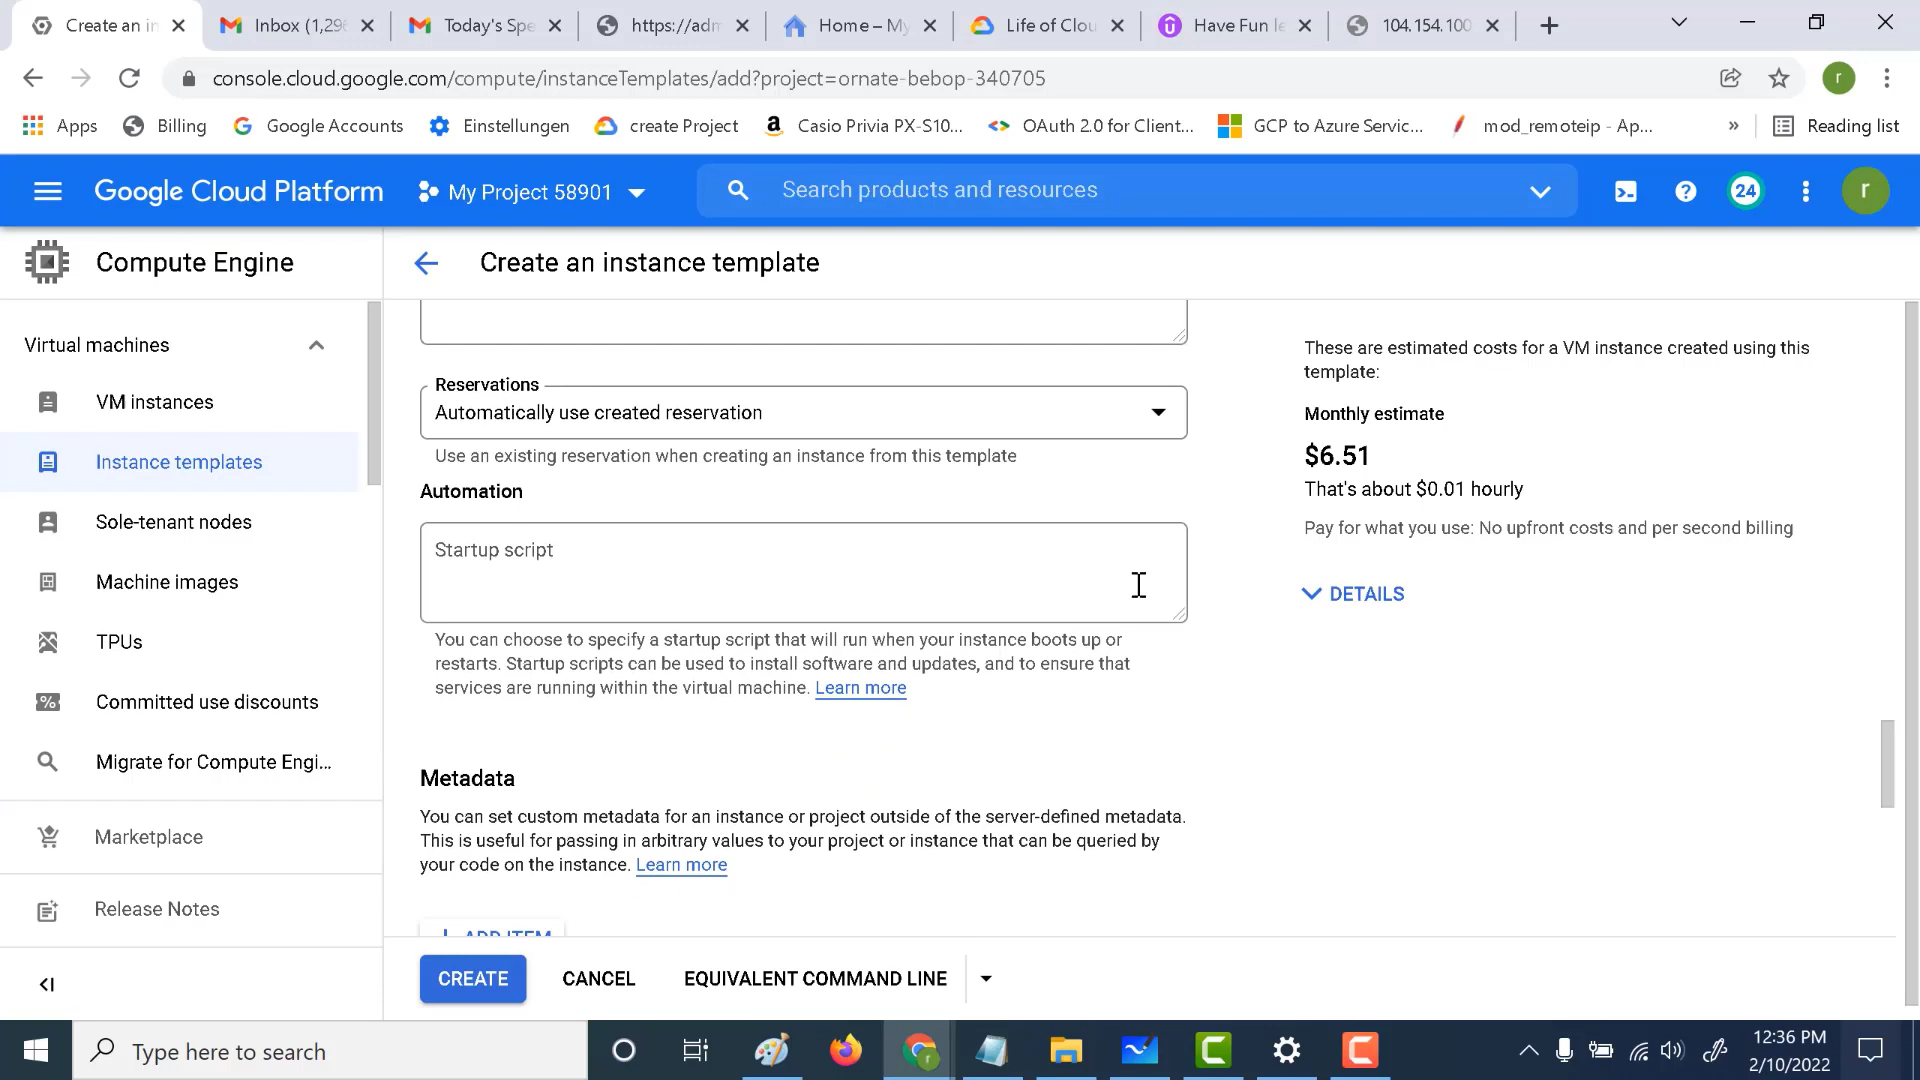 Create an in
Inbox (1,296
Today's Spe
https://adm
Home – My
Life of Clou
Have Fun le
104.154.100
console.cloud.google.com/compute/instanceTemplates/add?project=ornate-bebop-340705
r
Apps
Billing
Google Accounts
Einstellungen
create Project
Casio Privia PX-S10...
OAuth 2.0 for Client...
GCP to Azure Servic...
mod_remoteip - Ap...
»
Reading list
Google Cloud Platform
My Project 58901
Search products and resources
24
r
Compute Engine
Create an instance template
Virtual machines
VM instances
Instance templates
Sole-tenant nodes
Machine images
TPUs
Committed use discounts
Migrate for Compute Engi...
Marketplace
Release Notes
Reservations
Automatically use created reservation
Use an existing reservation when creating an instance from this template
Automation
Startup script
You can choose to specify a startup script that will run when your instance boots up or
restarts. Startup scripts can be used to install software and updates, and to ensure that
services are running within the virtual machine. Learn more
Metadata
You can set custom metadata for an instance or project outside of the server-defined metadata.
This is useful for passing in arbitrary values to your project or instance that can be queried by
your code on the instance. Learn more
+ ADD ITEM
CREATE
CANCEL
EQUIVALENT COMMAND LINE
These are estimated costs for a VM instance created using this
template:
Monthly estimate
$6.51
That's about $0.01 hourly
Pay for what you use: No upfront costs and per second billing
DETAILS
Type here to search
12:36 PM
2/10/2022